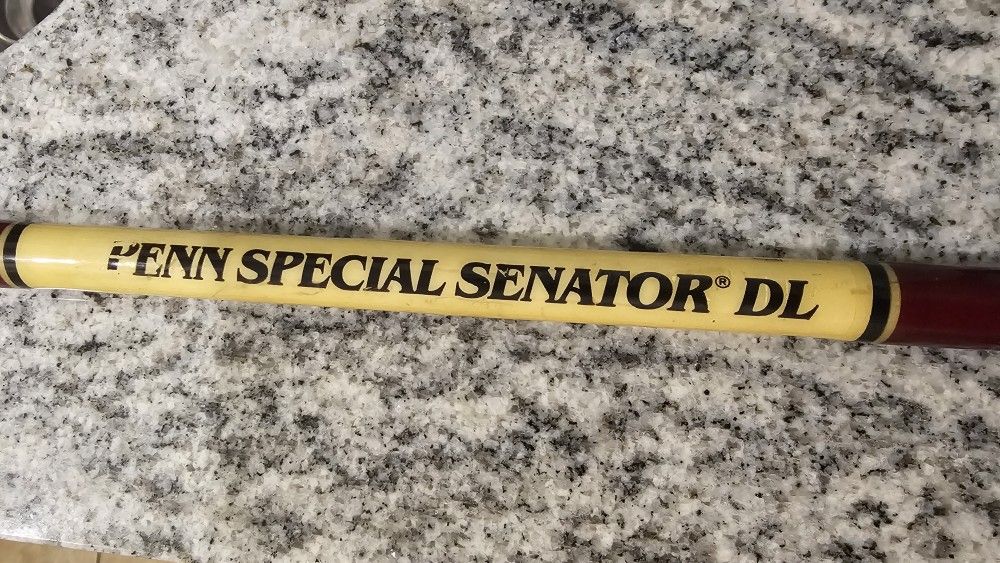 PENN SPECIAL SENATOR® DL